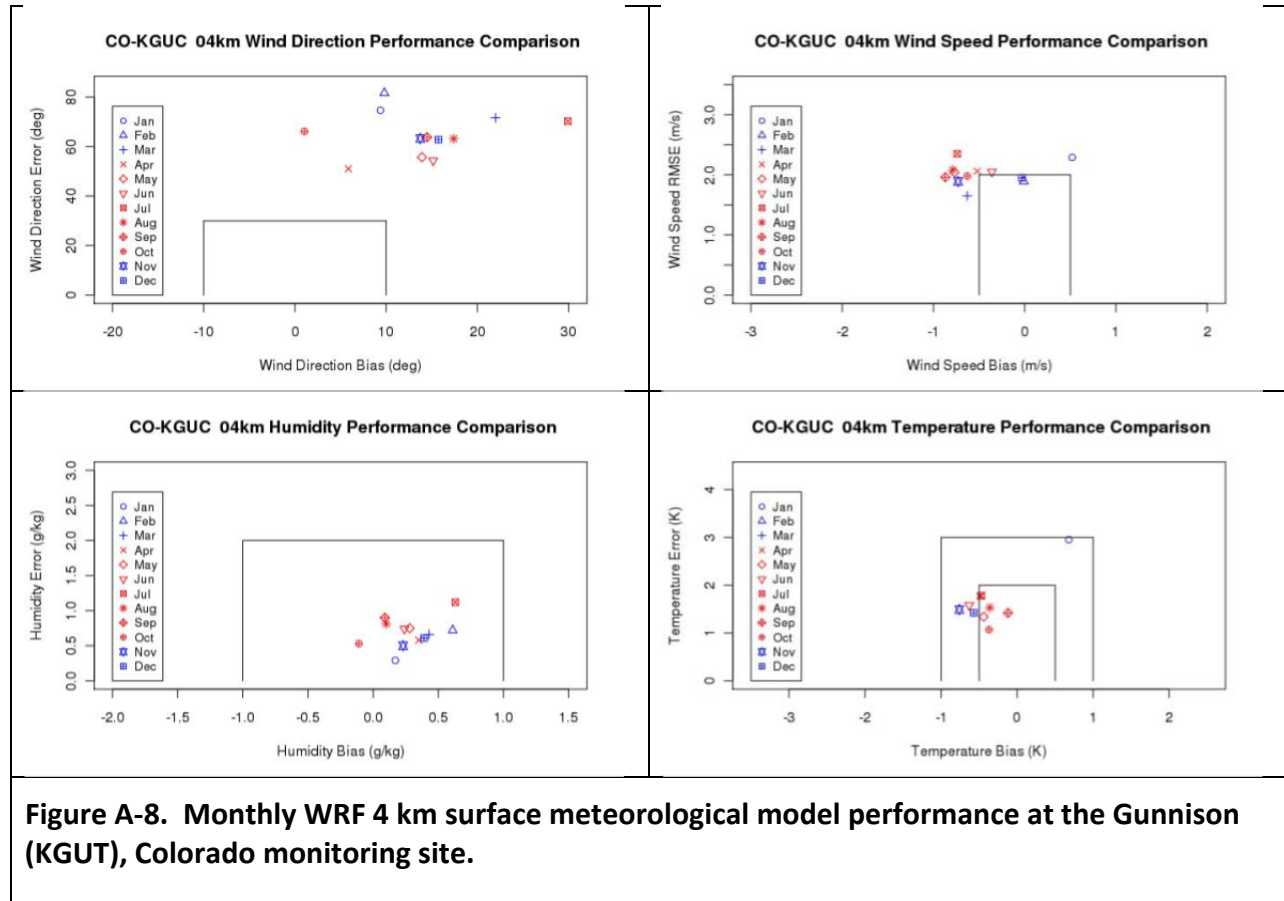 CO-KGUC 04km Wind Direction Performance Comparison
Wind Direction Error (deg)
80
60
40
20
0
Jan
Feb
Mar
Apr
May
Jun
Jul
Aug
Sep
Oct
Nov
Dec
-20 -10 0 10 20 30
Wind Direction Bias (deg)
CO-KGUC 04km Wind Speed Performance Comparison
Wind Speed RMSE (m/s)
3.0
2.0
1.0
0.0
Jan
Feb
Mar
Apr
May
Jun
Jul
Aug
Sep
Oct
Nov
Dec
-3 -2 -1 0 1 2
Wind Speed Bias (m/s)
CO-KGUC 04km Humidity Performance Comparison
Humidity Error (g/kg)
3.0
2.5
2.0
1.5
1.0
0.5
0.0
Jan
Feb
Mar
Apr
May
Jun
Jul
Aug
Sep
Oct
Nov
Dec
-2.0 -1.5 -1.0 -0.5 0.0 0.5 1.0 1.5
Humidity Bias (g/kg)
CO-KGUC 04km Temperature Performance Comparison
Temperature Error (K)
4
3
2
1
0
Jan
Feb
Mar
Apr
May
Jun
Jul
Aug
Sep
Oct
Nov
Dec
-3 -2 -1 0 1 2
Temperature Bias (K)
Figure A-8. Monthly WRF 4 km surface meteorological model performance at the Gunnison
(KGUT), Colorado monitoring site.